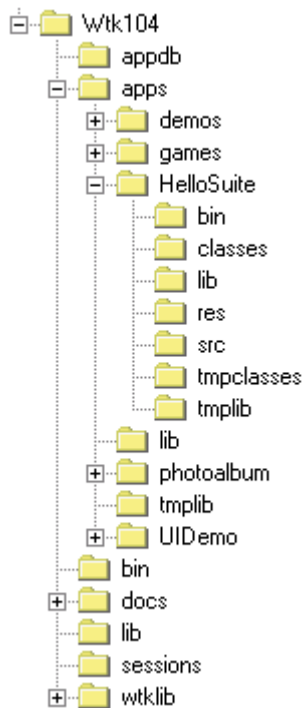 Wtk104
appdb
apps
demos
games
HelloSuite
bin
classes
lib
res
src
tmpclasses
tmplib
lib
photoalbum
tmplib
UIDemo
bin
docs
lib
sessions
wtklib